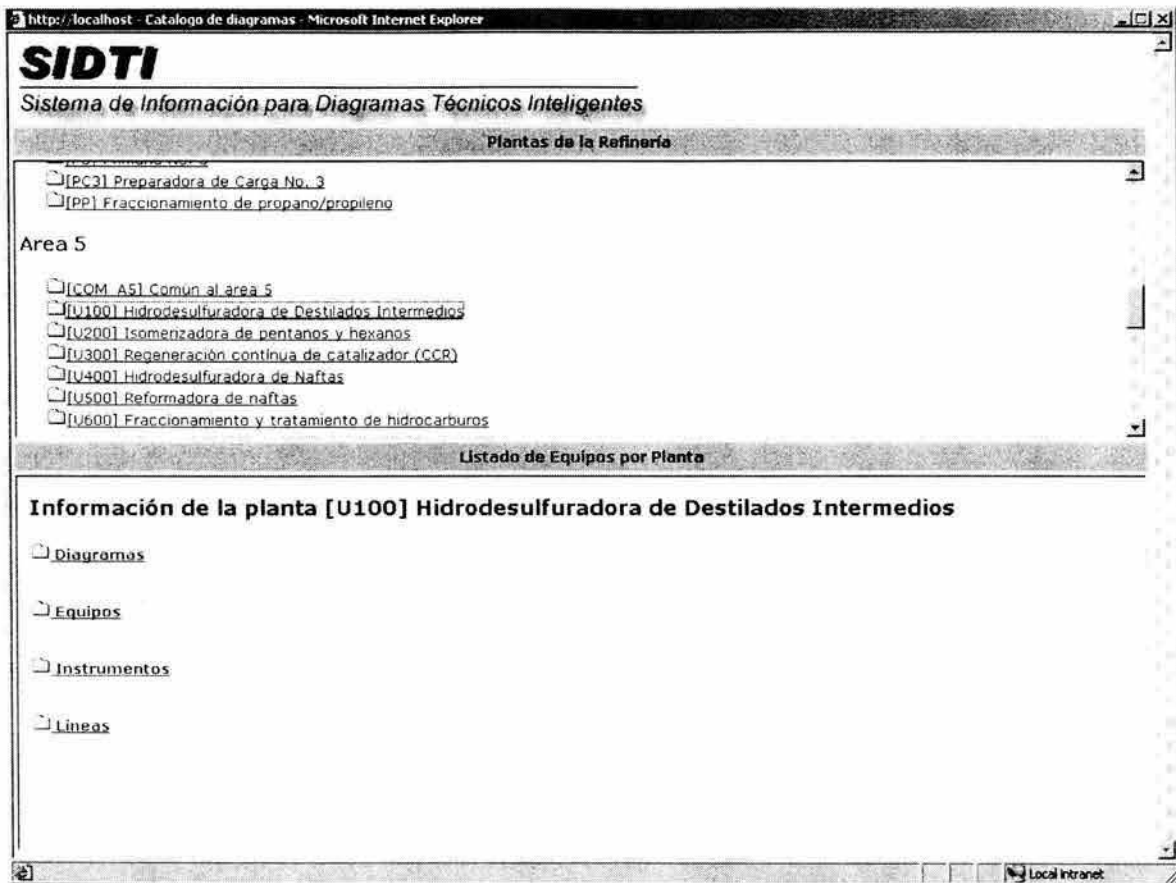 http://localhost - Catalogo de diagramas - Microsoft Internet Explorer
SIDTI
Sistema de Información para Diagramas Técnicos Inteligentes
Plantas de la Refinería
[PC3] Preparadora de Carga No. 3
[PP] Fraccionamiento de propano/propileno
Area 5
[COM_A5] Común al area 5
[U100] Hidrodesulfuradora de Destilados Intermedios
[U200] Isomerizadora de pentanos y hexanos
[U300] Regeneración contínua de catalizador (CCR)
[U400] Hidrodesulfuradora de Naftas
[U500] Reformadora de naftas
[U600] Fraccionamiento y tratamiento de hidrocarburos
Listado de Equipos por Planta
Información de la planta [U100] Hidrodesulfuradora de Destilados Intermedios
Diagramas
Equipos
Instrumentos
Lineas
Local intranet